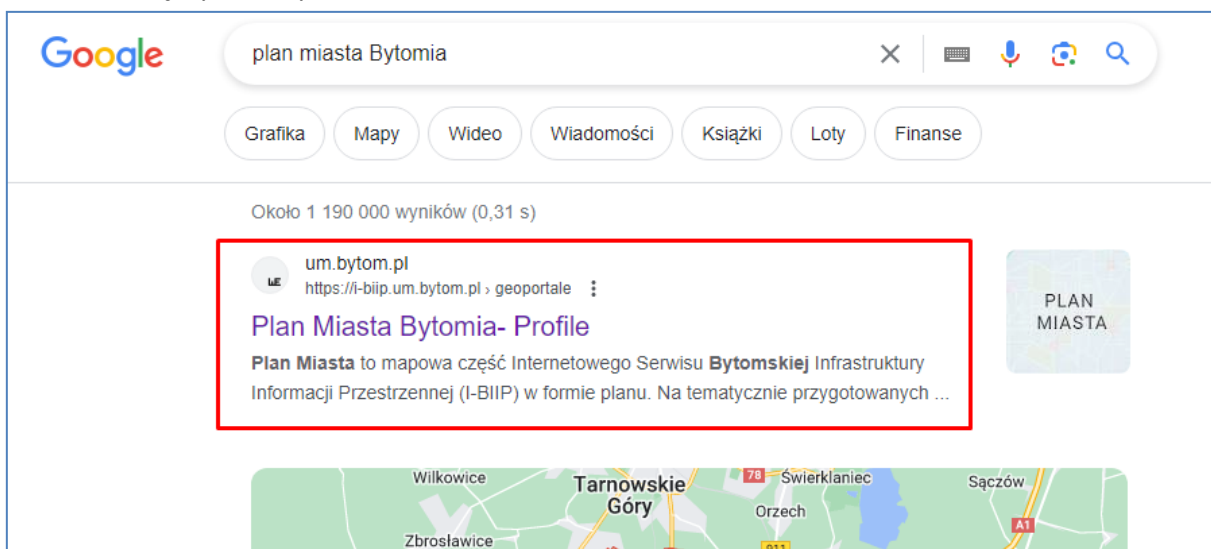 Google
plan miasta Bytomia
Grafika
Mapy
Wideo
Wiadomości
Książki
Loty
Finanse
Około 1 190 000 wyników (0,31 s)
um.bytom.pl
https://i-biip.um.bytom.pl › geoportale
Plan Miasta Bytomia- Profile
Plan Miasta to mapowa część Internetowego Serwisu Bytomskiej Infrastruktury
Informacji Przestrzennej (I-BIIP) w formie planu. Na tematycznie przygotowanych ...
PLAN
MIASTA
Wilkowice
Tarnowskie
Góry
78
Świerklaniec
Orzech
Sączów
A1
Zbrosławice
911